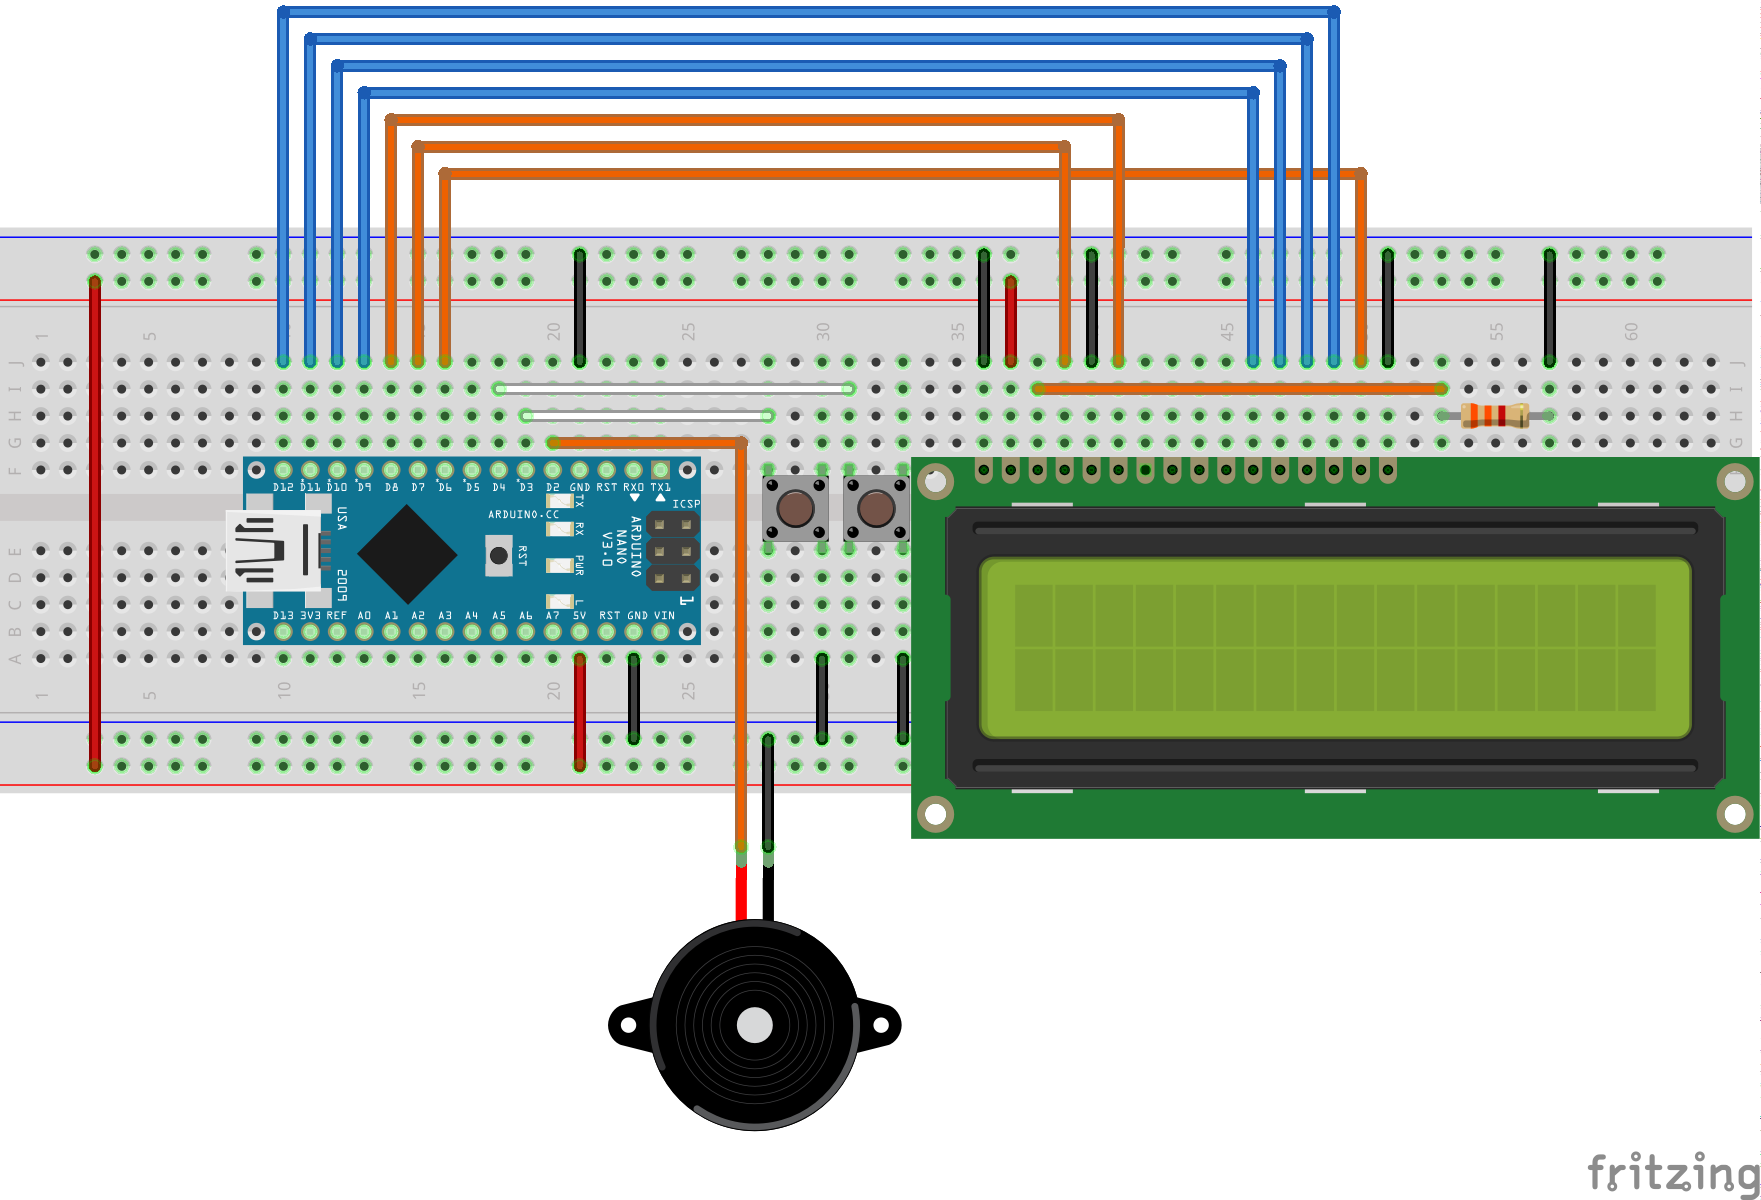 1 5 10 15 20 25 30 35 45 50 55 60
J J
I I
H H
G G
F
D12 D11 D10 D9 D8 D7 D6 D5 D4 D3 D2 GND RST RX0 TX1
TX
ICSP
USA
ARDUINO.CC
RX
ARDUINO
NANO
V3.0
RST
PWR
2009
L
1
D13 3V3 REF A0 A1 A2 A3 A4 A5 A6 A7 5V RST GND VIN
E
D
C
B
A
1 5 10 15 20 25
fritzing